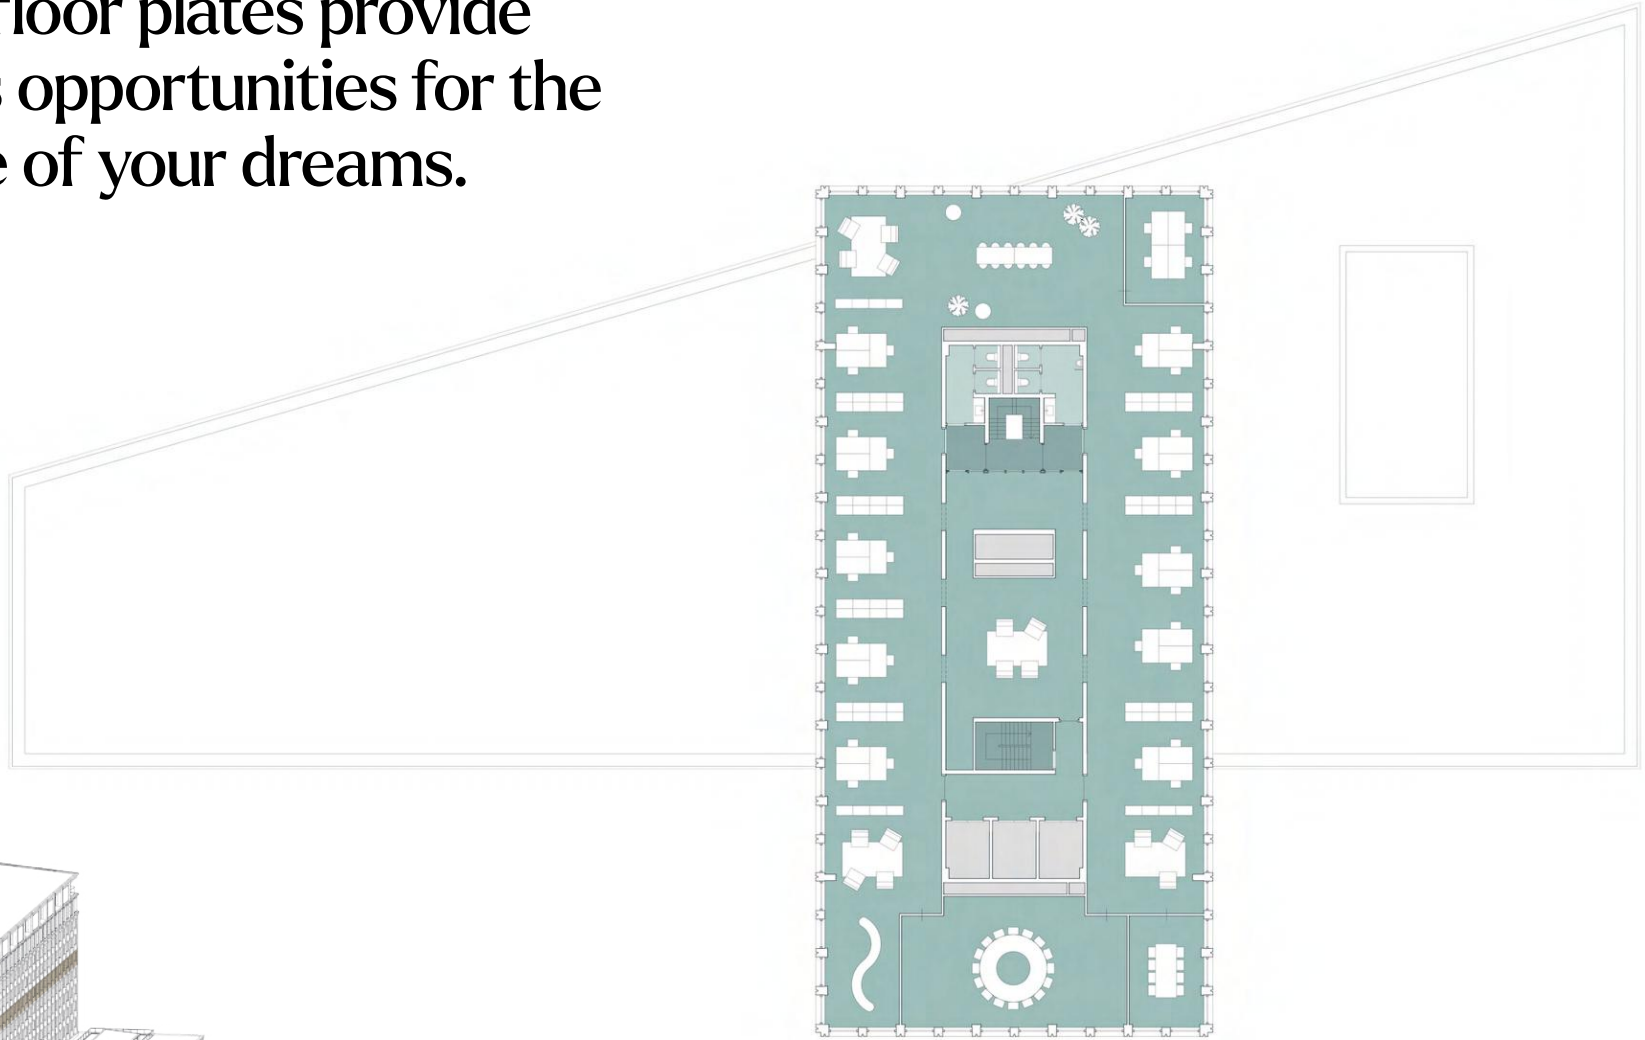 floor plates provide
opportunities for the
of your dreams.